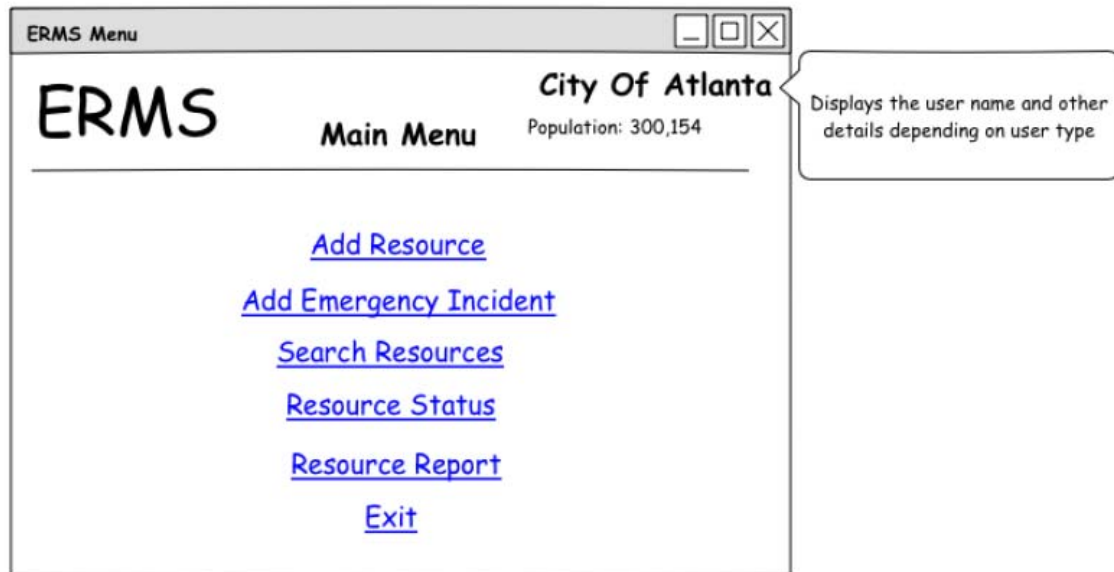 ERMS Menu
ERMS
Main Menu
City Of Atlanta
Population: 300,154
Displays the user name and other
details depending on user type
Add Resource
Add Emergency Incident
Search Resources
Resource Status
Resource Report
Exit